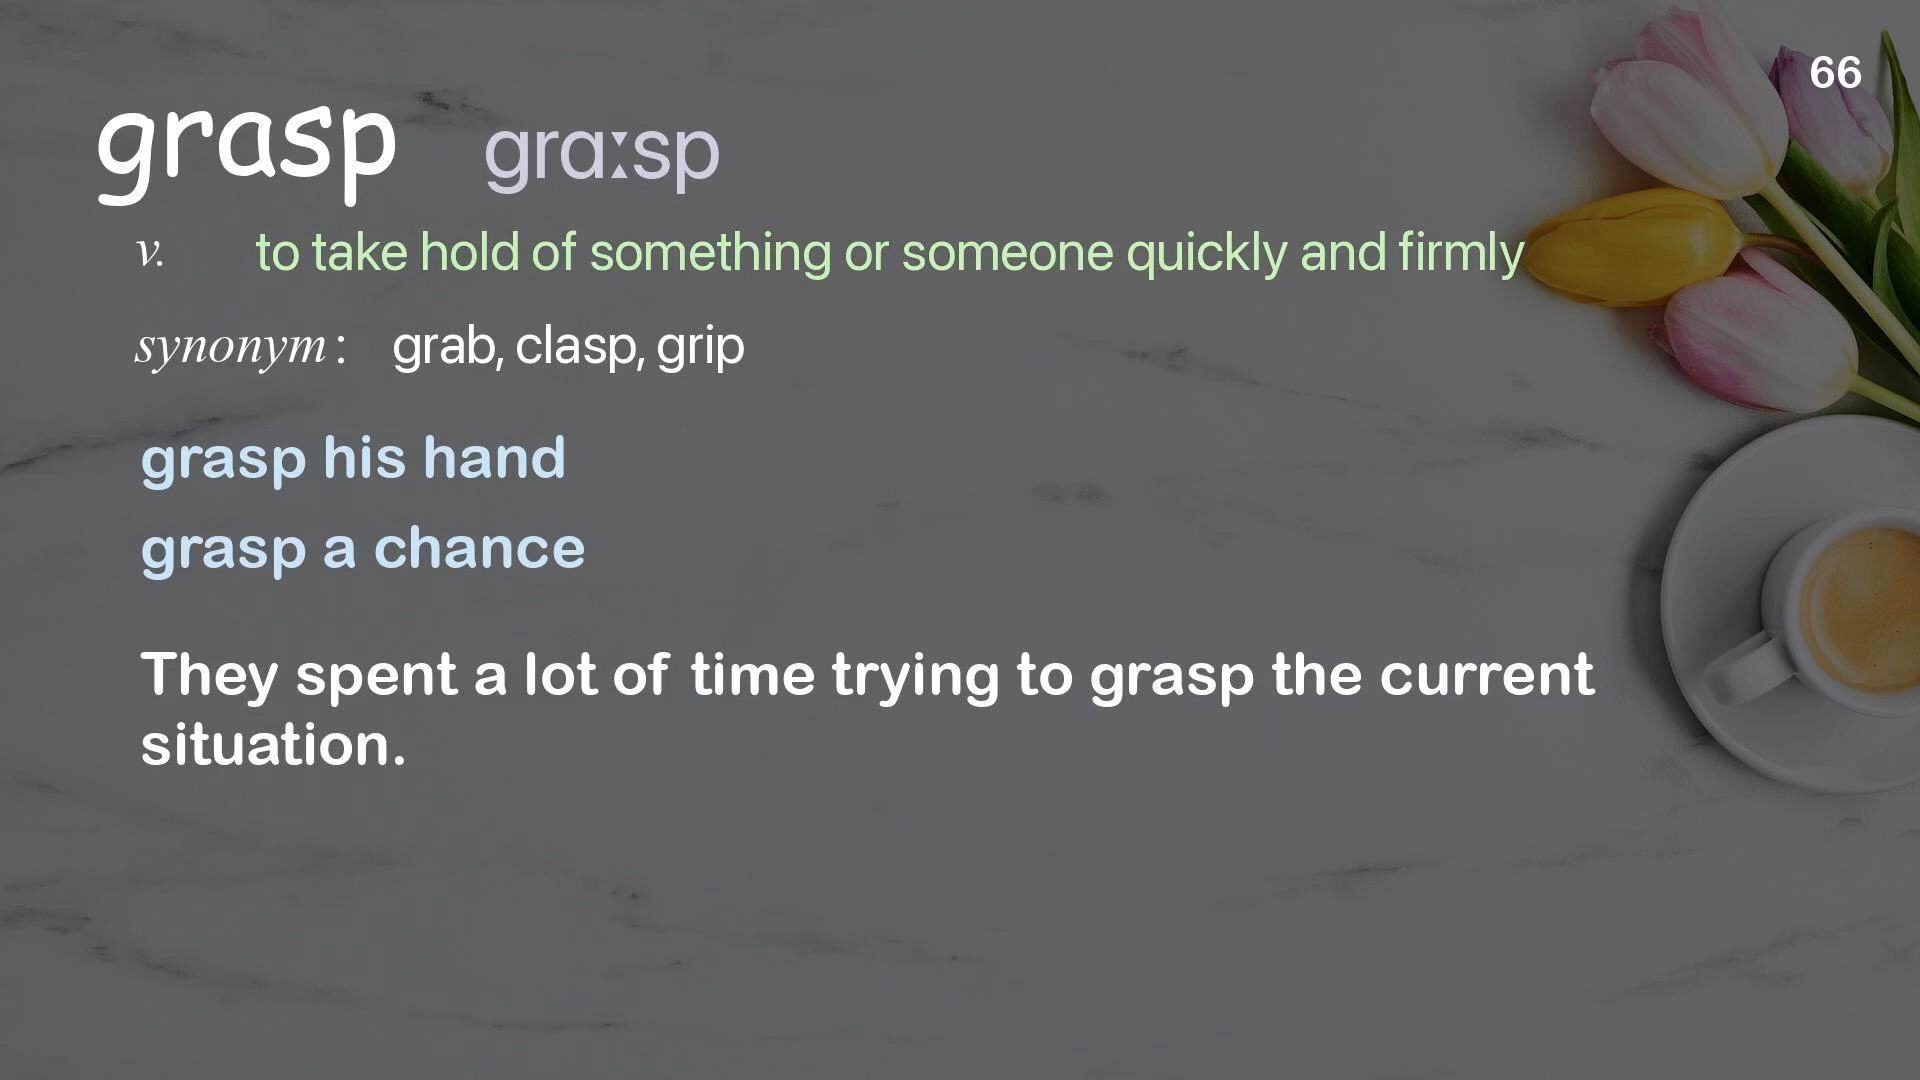 66
grasp grɑːsp
v. to take hold of something or someone quickly and firmly
synonym : grab, clasp, grip
grasp his hand
grasp a chance
They spent a lot of time trying to grasp the current
situation.